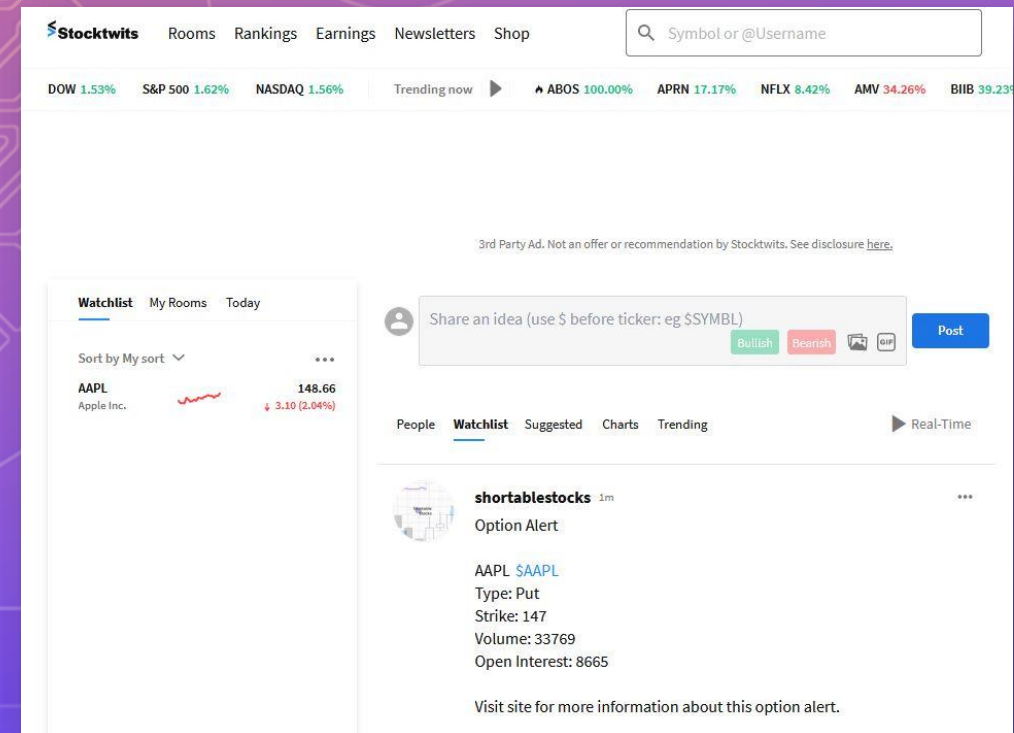 Stocktwits Rooms Rankings Earnings Newsletters Shop Symbol or @Username
DOW 1.53% S&P 500 1.62% NASDAQ 1.56% Trending now ABOS 100.00% APRN 17.17% NFLX 8.42% AMV 34.26% BIIB 39.23%
3rd Party Ad. Not an offer or recommendation by Stocktwits. See disclosure here.
Watchlist My Rooms Today
Sort by My sort
AAPL 148.66
Apple Inc. ↓ 3.10 (2.04%)
Share an idea (use $ before ticker: eg $SYMBL)
Bullish Bearish GIF
Post
People Watchlist Suggested Charts Trending Real-Time
shortablestocks 1m
Option Alert
AAPL $AAPL
Type: Put
Strike: 147
Volume: 33769
Open Interest: 8665
Visit site for more information about this option alert.